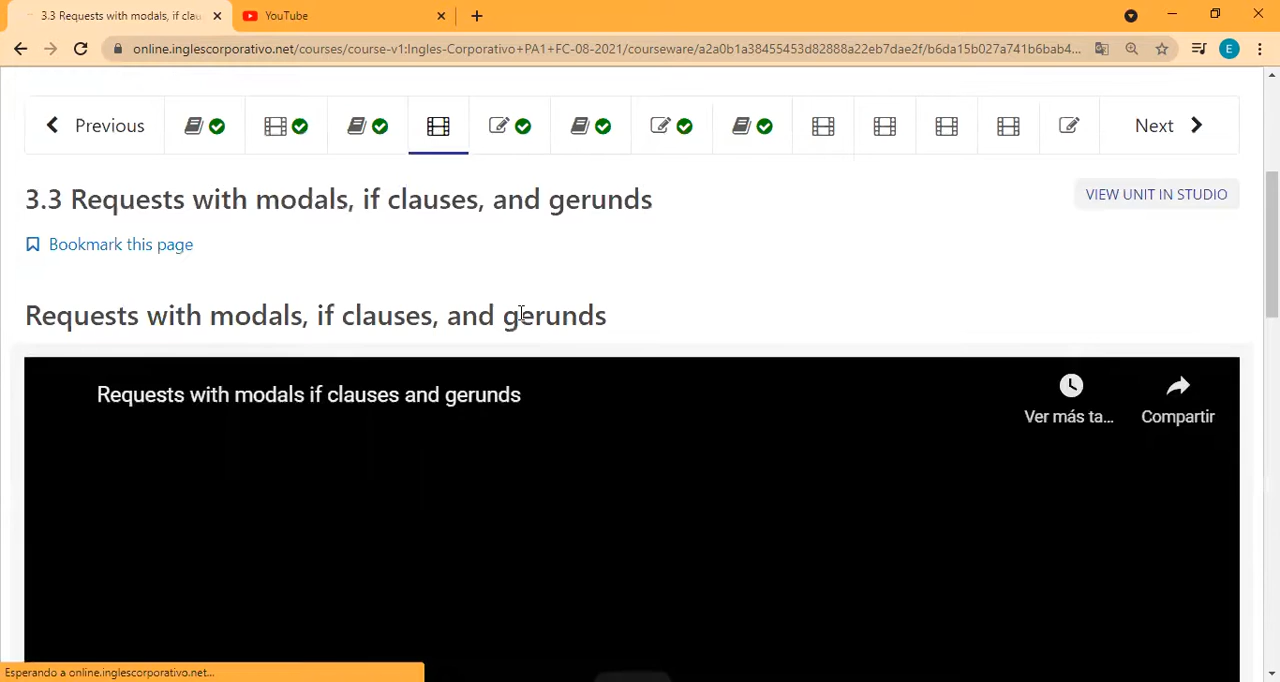 3.3 Requests with modals, if clau
YouTube
online.inglescorporativo.net/courses/course-v1:Ingles-Corporativo+PA1+FC-08-2021/courseware/a2a0b1a38455453d82888a22eb7dae2f/b6da15b027a741b6bab4...
E
Previous
Next
3.3 Requests with modals, if clauses, and gerunds
VIEW UNIT IN STUDIO
Bookmark this page
Requests with modals, if clauses, and gerunds
Requests with modals if clauses and gerunds
Ver más ta...
Compartir
Esperando a online.inglescorporativo.net...